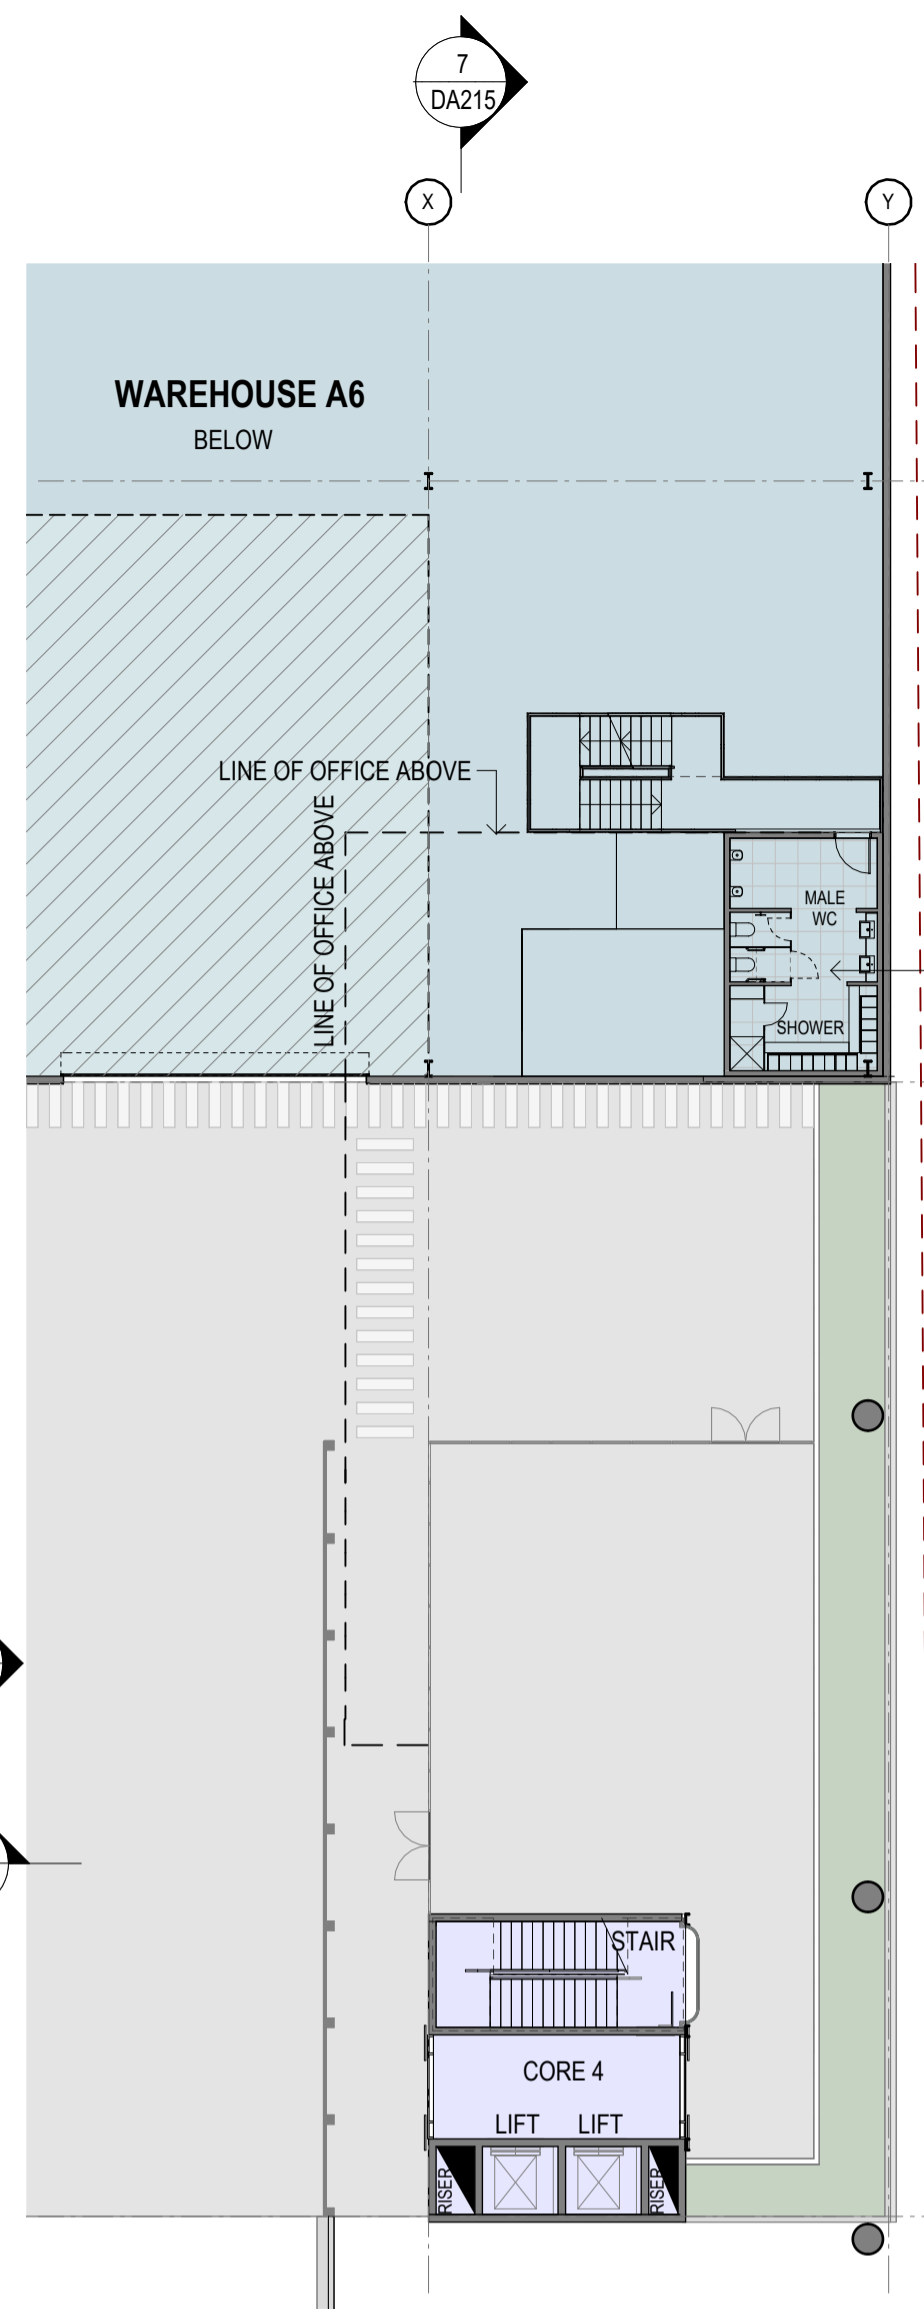 7
DA215
X
Y
WAREHOUSE A6
BELOW
LINE OF OFFICE ABOVE
LINE OF OFFICE ABOVE
MALE
WC
SHOWER
STAIR
CORE 4
LIFT
LIFT
RISER
RISER